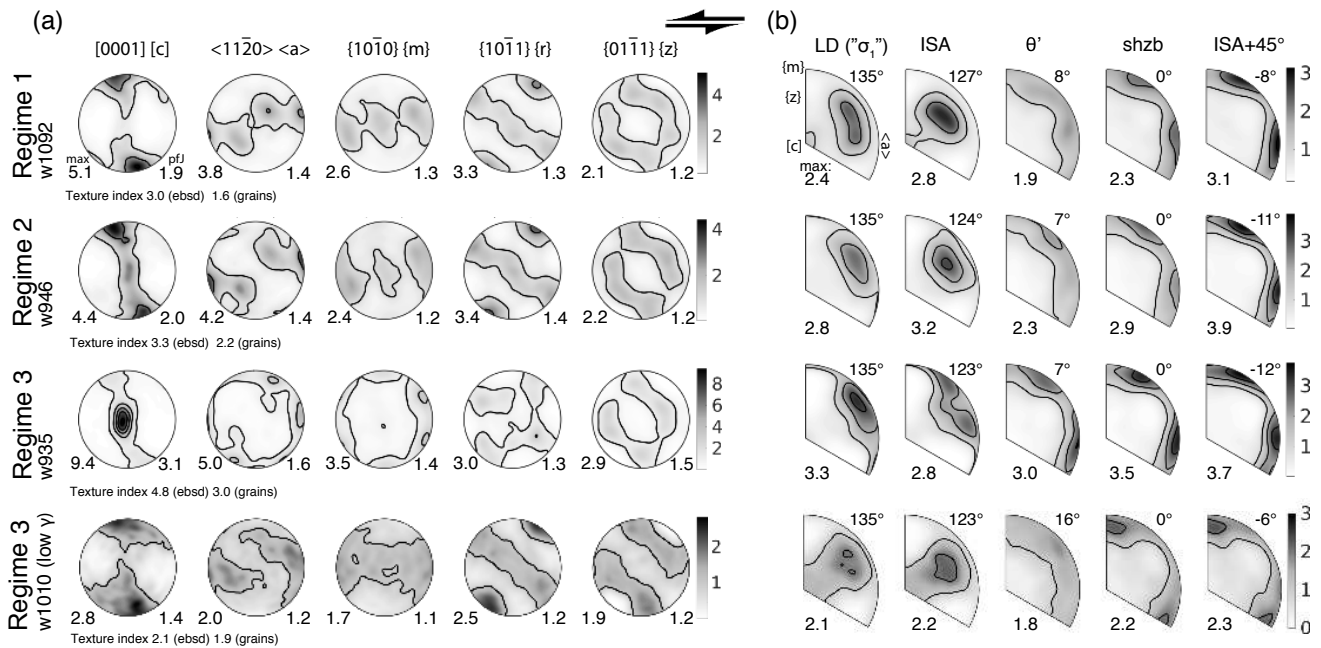 (a)
[0001] [c] <112̄0> <a> {101̄0} {m} {101̄1} {r} {011̄1} {z}
Regime 1
w1092
max pfJ
5.1 1.9 3.8 1.4 2.6 1.3 3.3 1.3 2.1 1.2
4
2
Texture index 3.0 (ebsd) 1.6 (grains)
Regime 2
w946
4.4 2.0 4.2 1.4 2.4 1.2 3.4 1.4 2.2 1.2
4
2
Texture index 3.3 (ebsd) 2.2 (grains)
Regime 3
w935
9.4 3.1 5.0 1.6 3.5 1.4 3.0 1.3 2.9 1.5
8
6
4
2
Texture index 4.8 (ebsd) 3.0 (grains)
Regime 3
w1010 (low γ)
2.8 1.4 2.0 1.2 1.7 1.1 2.5 1.2 1.9 1.2
2
1
Texture index 2.1 (ebsd) 1.9 (grains)
(b)
LD ("σ₁") ISA θ' shzb ISA+45°
{m}
{z}
[c]
<a>
135° 127° 8° 0° -8°
max:
2.4 2.8 1.9 2.3 3.1
3
2
1
135° 124° 7° 0° -11°
2.8 3.2 2.3 2.9 3.9
3
2
1
135° 123° 7° 0° -12°
3.3 2.8 3.0 3.5 3.7
3
2
1
135° 123° 16° 0° -6°
2.1 2.2 1.8 2.2 2.3
3
2
1
0